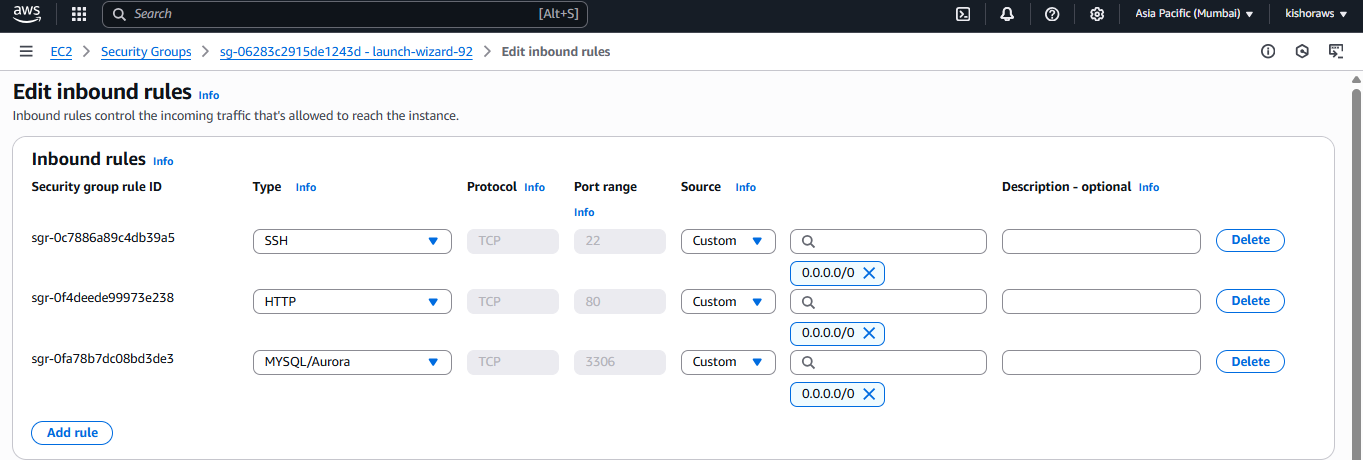 aws
Search [Alt+S] Asia Pacific (Mumbai) kishoraws
EC2 Security Groups sg-06283c2915de1243d - launch-wizard-92 Edit inbound rules
Edit inbound rules Info
Inbound rules control the incoming traffic that's allowed to reach the instance.
Inbound rules Info
Security group rule ID Type Info Protocol Info Port range Source Info Description - optional Info
Info
sgr-0c7886a89c4db39a5 SSH TCP 22 Custom Delete
0.0.0.0/0
sgr-0f4deede99973e238 HTTP TCP 80 Custom Delete
0.0.0.0/0
sgr-0fa78b7dc08bd3de3 MYSQL/Aurora TCP 3306 Custom Delete
0.0.0.0/0
Add rule